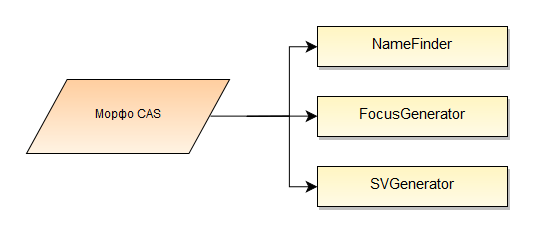 NameFinder
Морфо CAS
FocusGenerator
SVGenerator